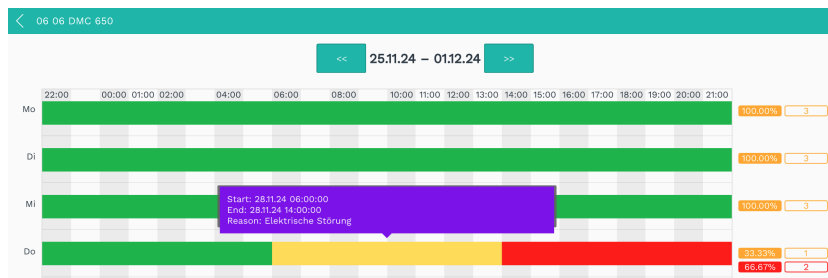 06 06 DMC 650
<< 25.11.24 – 01.12.24 >>
22:00 00:00 01:00 02:00 04:00 06:00 08:00 10:00 11:00 12:00 13:00 14:00 15:00 16:00 17:00 18:00 19:00 20:00 21:00
Mo 100.00% 3
Di 100.00% 3
Mi 100.00% 3
Start: 28.11.24 06:00:00
End: 28.11.24 14:00:00
Reason: Elektrische Störung
Do 33.33% 1
66.67% 2